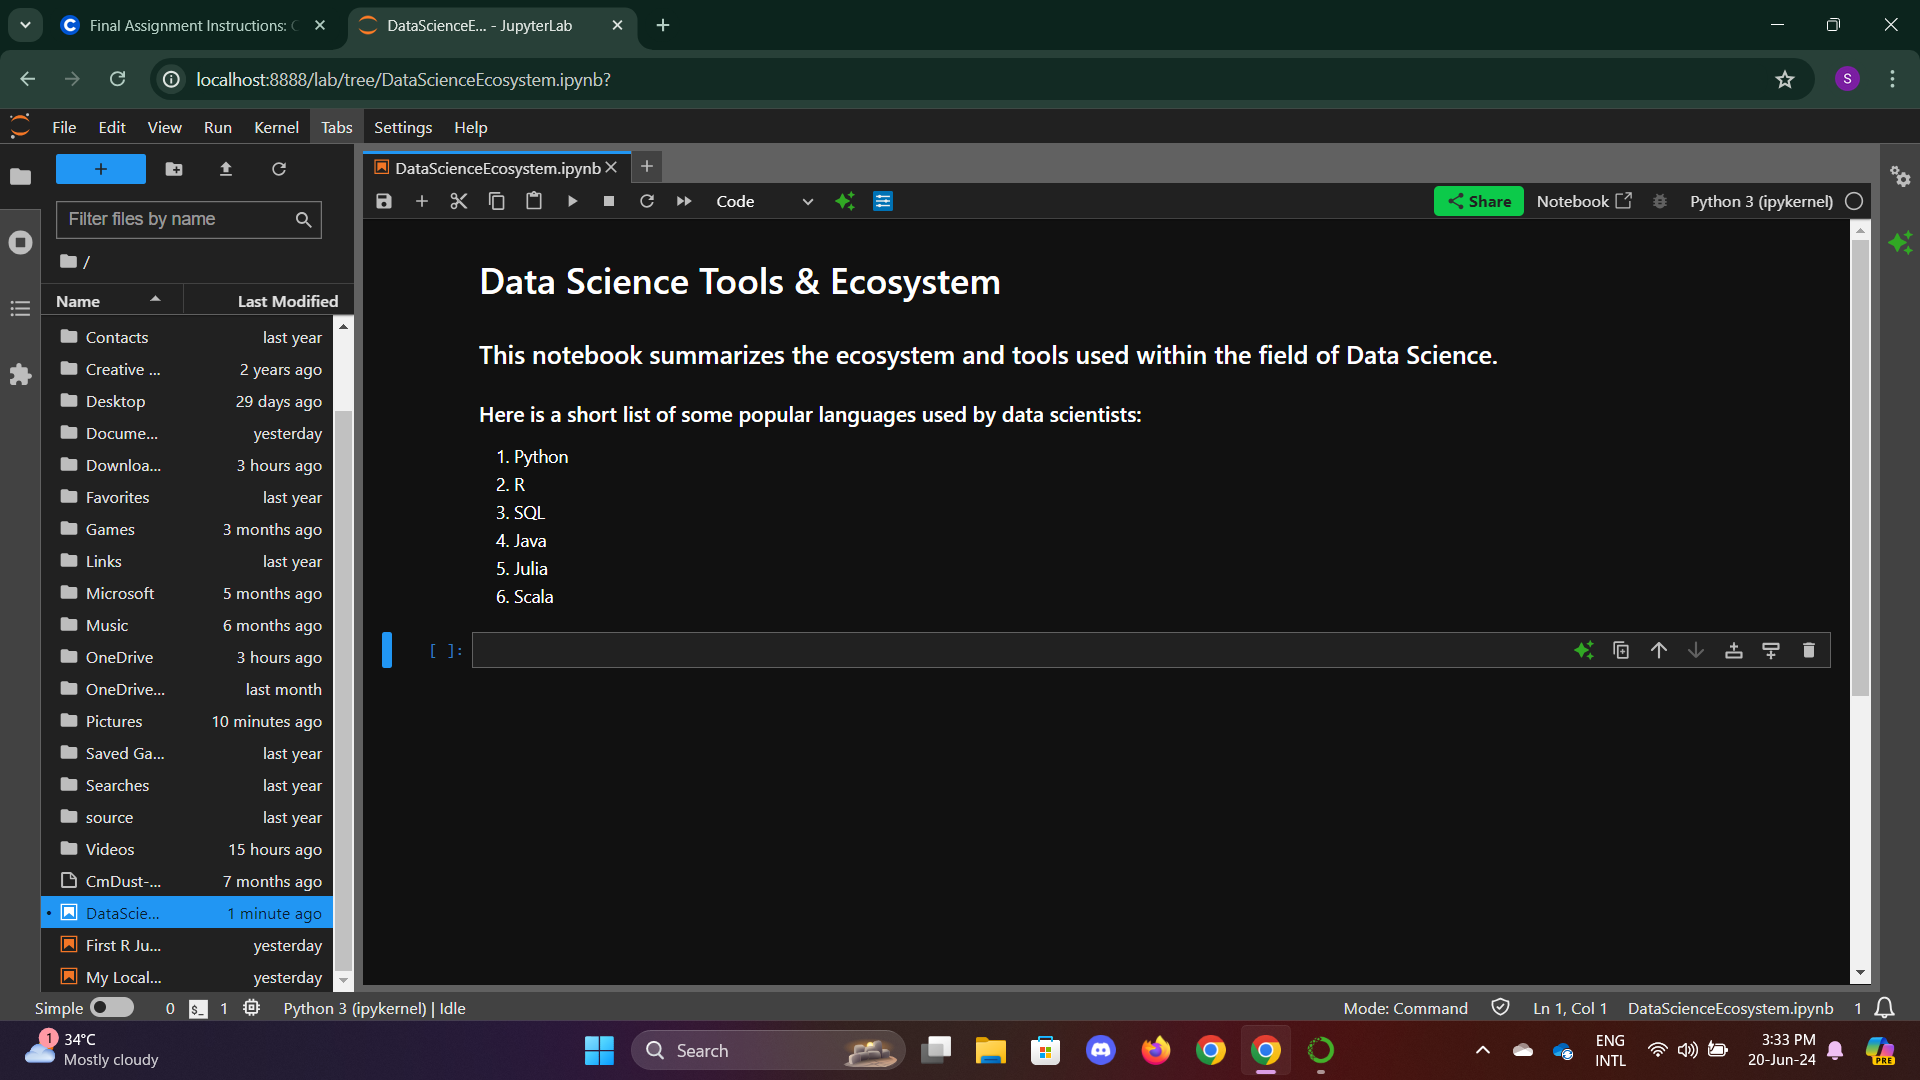 Final Assignment Instructions: C
DataScienceE... - JupyterLab
localhost:8888/lab/tree/DataScienceEcosystem.ipynb?
S
File Edit View Run Kernel Tabs Settings Help
DataScienceEcosystem.ipynb
Code
Share
Notebook
Python 3 (ipykernel)
Filter files by name
/
Name Last Modified
Contacts last year
Creative ... 2 years ago
Desktop 29 days ago
Docume... yesterday
Downloa... 3 hours ago
Favorites last year
Games 3 months ago
Links last year
Microsoft 5 months ago
Music 6 months ago
OneDrive 3 hours ago
OneDrive... last month
Pictures 10 minutes ago
Saved Ga... last year
Searches last year
source last year
Videos 15 hours ago
CmDust-... 7 months ago
DataScie... 1 minute ago
First R Ju... yesterday
My Local... yesterday
Data Science Tools & Ecosystem
This notebook summarizes the ecosystem and tools used within the field of Data Science.
Here is a short list of some popular languages used by data scientists:
1. Python
2. R
3. SQL
4. Java
5. Julia
6. Scala
[ ]:
Simple 0 $_ 1 Python 3 (ipykernel) | Idle
Mode: Command Ln 1, Col 1 DataScienceEcosystem.ipynb 1
1
34°C
Mostly cloudy
Search
ENG
INTL
3:33 PM
20-Jun-24
PRE